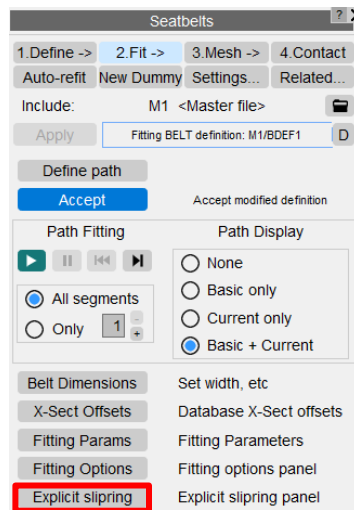 Seatbelts ?
1.Define -> 2.Fit -> 3.Mesh -> 4.Contact
Auto-refit New Dummy Settings... Related...
Include: M1 <Master file>
Apply Fitting BELT definition: M1/BDEF1 D
Define path
Accept Accept modified definition
Path Fitting Path Display
None
All segments Basic only
Only 1 - + Current only
Basic + Current
Belt Dimensions Set width, etc
X-Sect Offsets Database X-Sect offsets
Fitting Params Fitting Parameters
Fitting Options Fitting options panel
Explicit slipring Explicit slipring panel